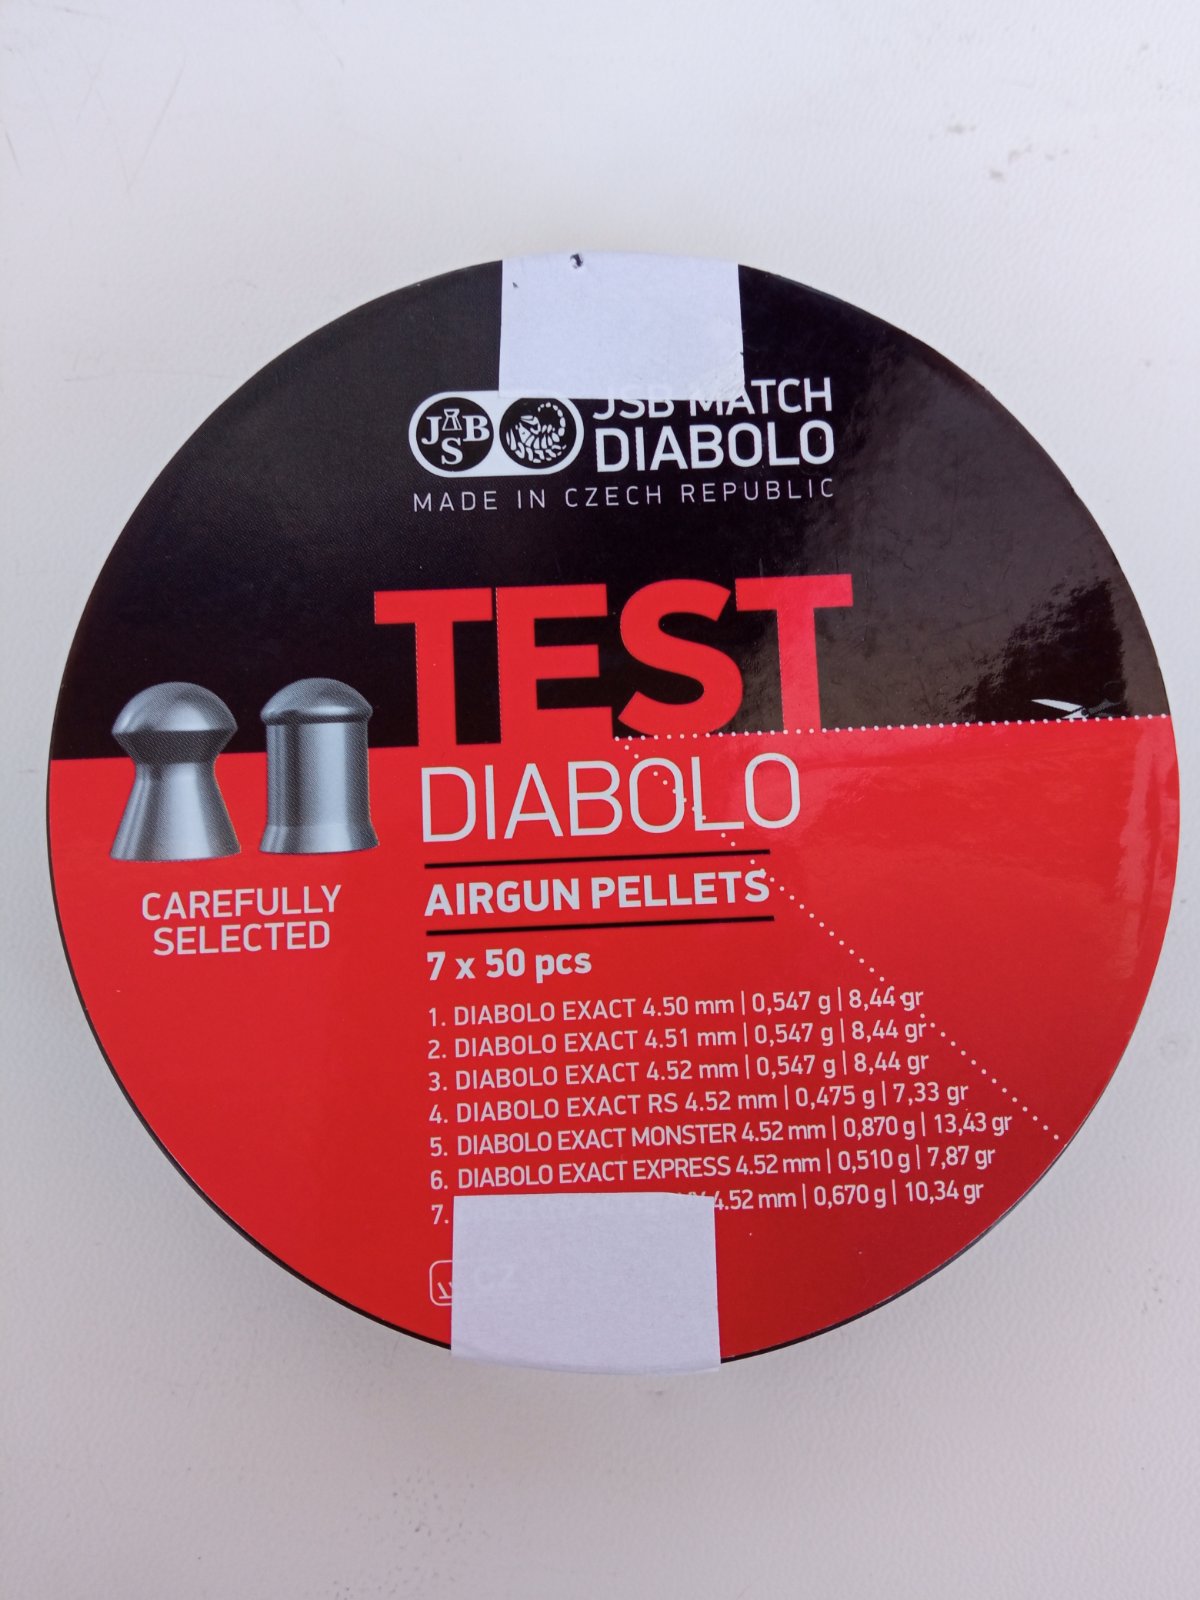 JSB
JSB MATCH
DIABOLO
MADE IN CZECH REPUBLIC
TEST
DIABOLO
AIRGUN PELLETS
CAREFULLY
SELECTED
7 x 50 pcs
1. DIABOLO EXACT 4.50 mm | 0,547 g | 8,44 gr
2. DIABOLO EXACT 4.51 mm | 0,547 g | 8,44 gr
3. DIABOLO EXACT 4.52 mm | 0,547 g | 8,44 gr
4. DIABOLO EXACT RS 4.52 mm | 0,475 g | 7,33 gr
5. DIABOLO EXACT MONSTER 4.52 mm | 0,870 g | 13,43 gr
6. DIABOLO EXACT EXPRESS 4.52 mm | 0,510 g | 7,87 gr
7. 4.52 mm | 0,670 g | 10,34 gr